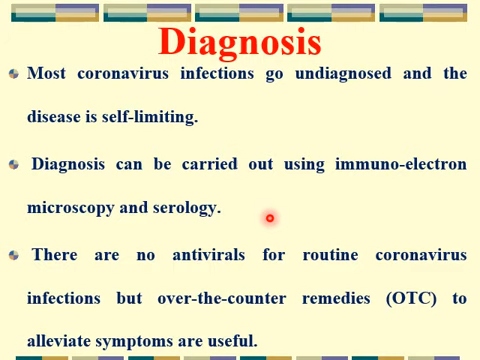 Diagnosis
Most coronavirus infections go undiagnosed and the
disease is self-limiting.
Diagnosis can be carried out using immuno-electron
microscopy and serology.
There are no antivirals for routine coronavirus
infections but over-the-counter remedies (OTC) to
alleviate symptoms are useful.